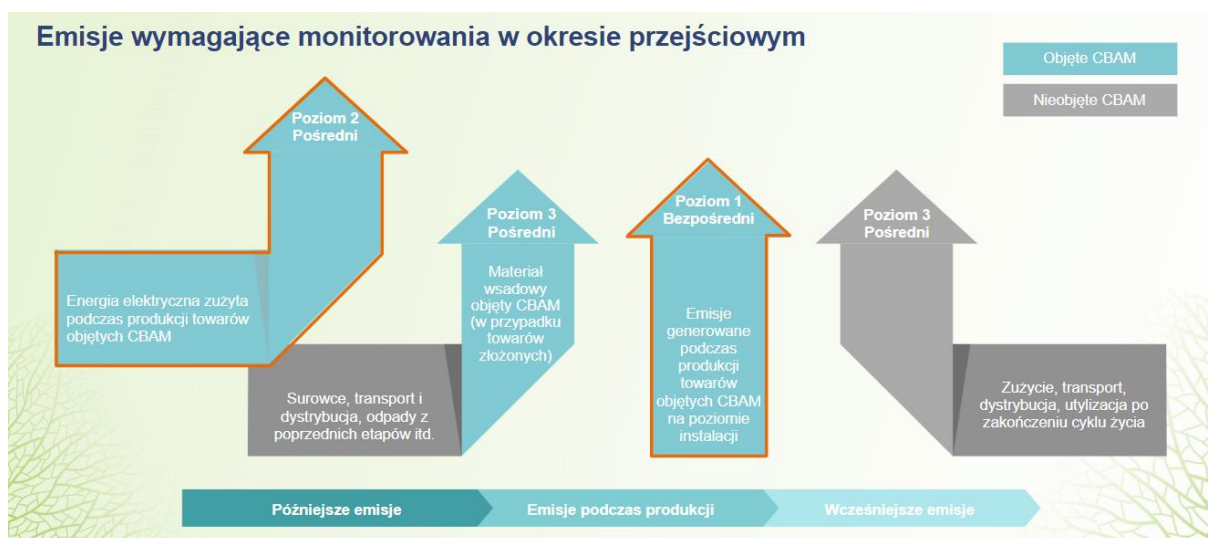 Emisje wymagające monitorowania w okresie przejściowym
Objęte CBAM
Nieobjęte CBAM
Poziom 2
Pośredni
Energia elektryczna zużyta
podczas produkcji towarów
objętych CBAM
Surowce, transport i
dystrybucja, odpady z
poprzednich etapów itd.
Poziom 3
Pośredni
Materiał
wsadowy
objęty CBAM
(w przypadku
towarów
złożonych)
Poziom 1
Bezpośredni
Emisje
generowane
podczas
produkcji
towarów
objętych CBAM
na poziomie
instalacji
Poziom 3
Pośredni
Zużycie, transport,
dystrybucja, utylizacja po
zakończeniu cyklu życia
Późniejsze emisje
Emisje podczas produkcji
Wcześniejsze emisje